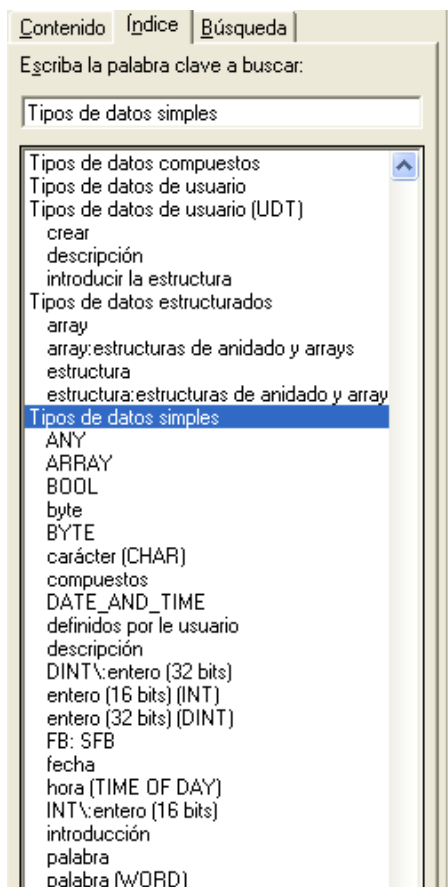 Contenido Índice Búsqueda
Escriba la palabra clave a buscar:
Tipos de datos simples
Tipos de datos compuestos
Tipos de datos de usuario
Tipos de datos de usuario (UDT)
crear
descripción
introducir la estructura
Tipos de datos estructurados
array
array:estructuras de anidado y arrays
estructura
estructura:estructuras de anidado y array
Tipos de datos simples
ANY
ARRAY
BOOL
byte
BYTE
carácter (CHAR)
compuestos
DATE_AND_TIME
definidos por le usuario
descripción
DINT\:entero (32 bits)
entero (16 bits) (INT)
entero (32 bits) (DINT)
FB: SFB
fecha
hora (TIME OF DAY)
INT\:entero (16 bits)
introducción
palabra
palabra (WORD)